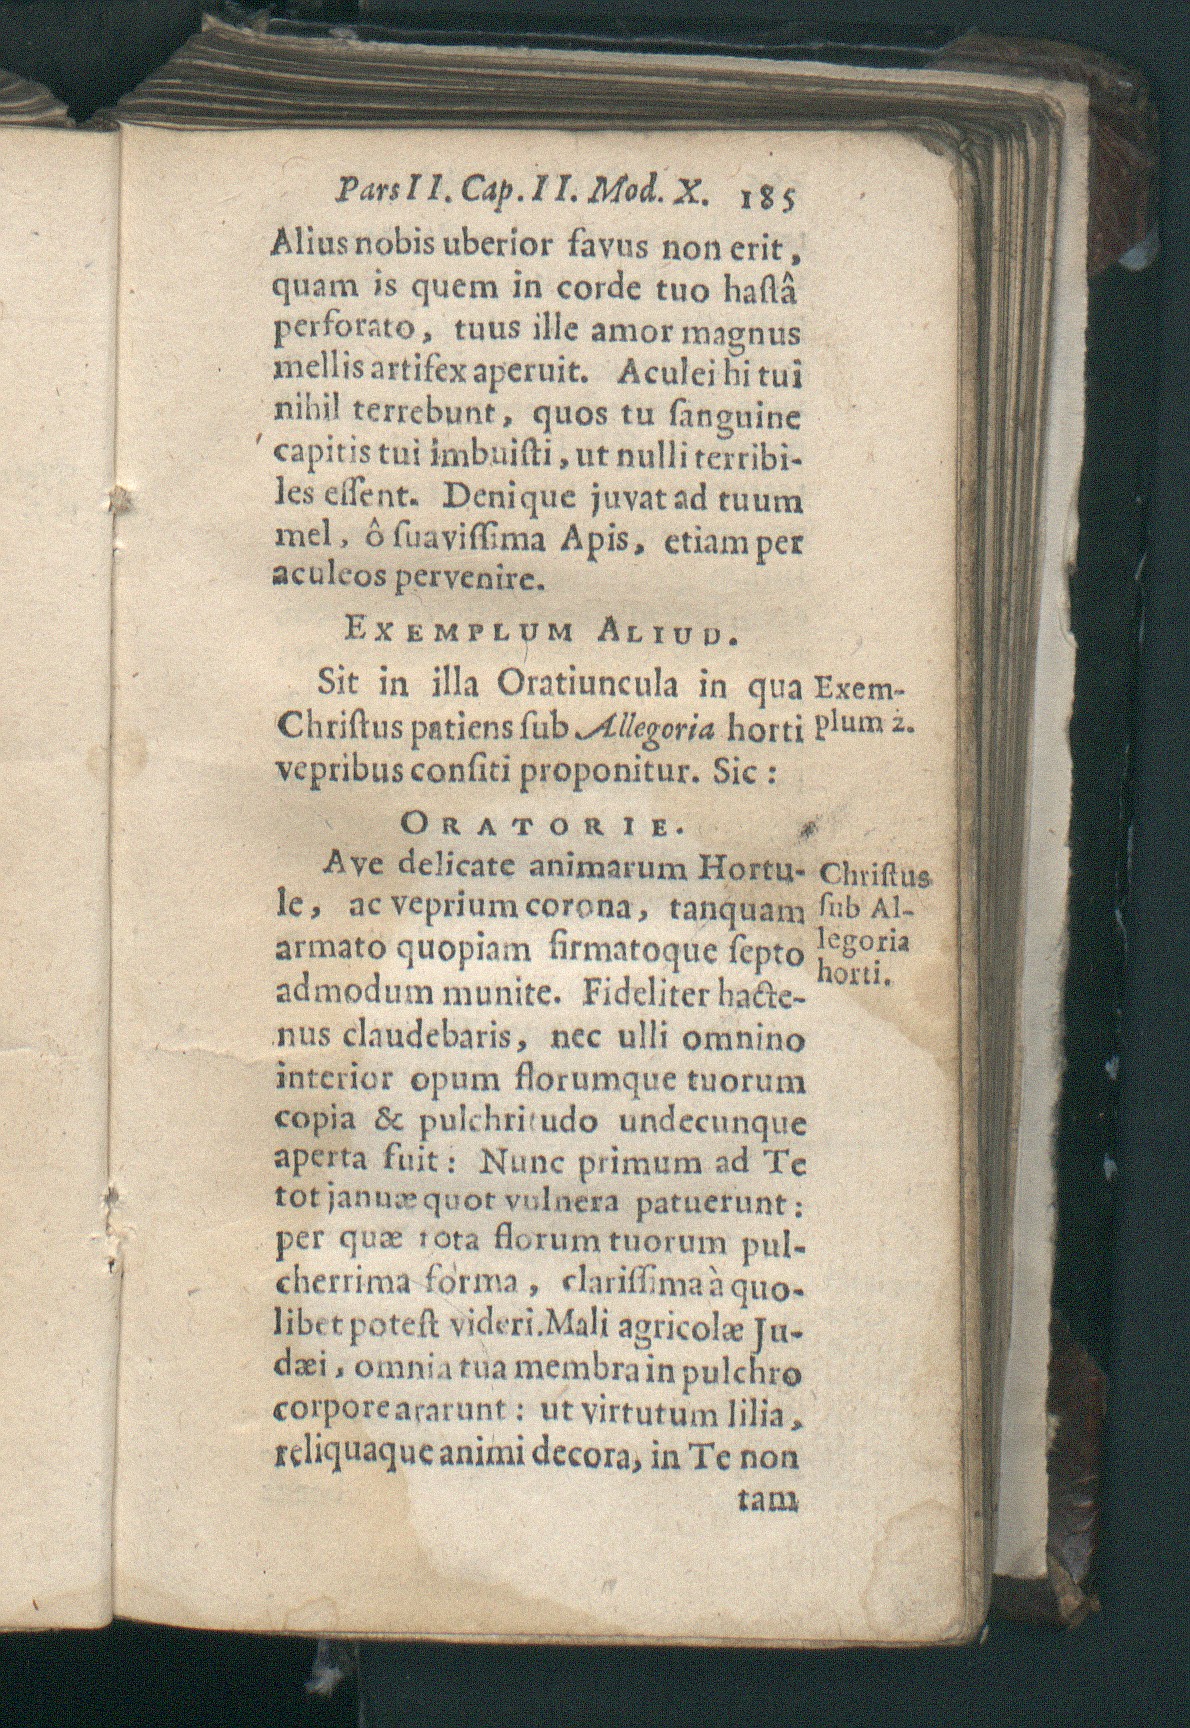 Pars II. Cap. II. Mod. X. 185
Alius nobis uberior favus non erit,
quam is quem in corde tuo haſtâ
perforato, tuus ille amor magnus
mellis artifex aperuit. Aculei hi tui
nihil terrebunt, quos tu ſanguine
capitis tui imbuiſti, ut nulli terribi-
les eſſent. Denique juvat ad tuum
mel, ô ſuaviſſima Apis, etiam per
aculeos pervenire.
EXEMPLUM ALIUD.
Sit in illa Oratiuncula in qua
Chriſtus patiens ſub Allegoria horti
vepribus conſiti proponitur. Sic:
Exem-
plum 2.
ORATORIE.
Ave delicate animarum Hortu-
le, ac veprium corona, tanquam
armato quopiam firmatoque ſepto
admodum munite. Fideliter hacte-
nus claudebaris, nec ulli omnino
interior opum florumque tuorum
copia & pulchritudo undecunque
aperta fuit: Nunc primum ad Te
tot januæ quot vulnera patuerunt:
per quæ tota florum tuorum pul-
cherrima forma, clariſſima à quo-
libet poteſt videri. Mali agricolæ Ju-
dæi, omnia tua membra in pulchro
corpore ararunt: ut virtutum lilia,
reliquaque animi decora, in Te non
tam
Chriſtus
ſub Al-
legoria
horti.